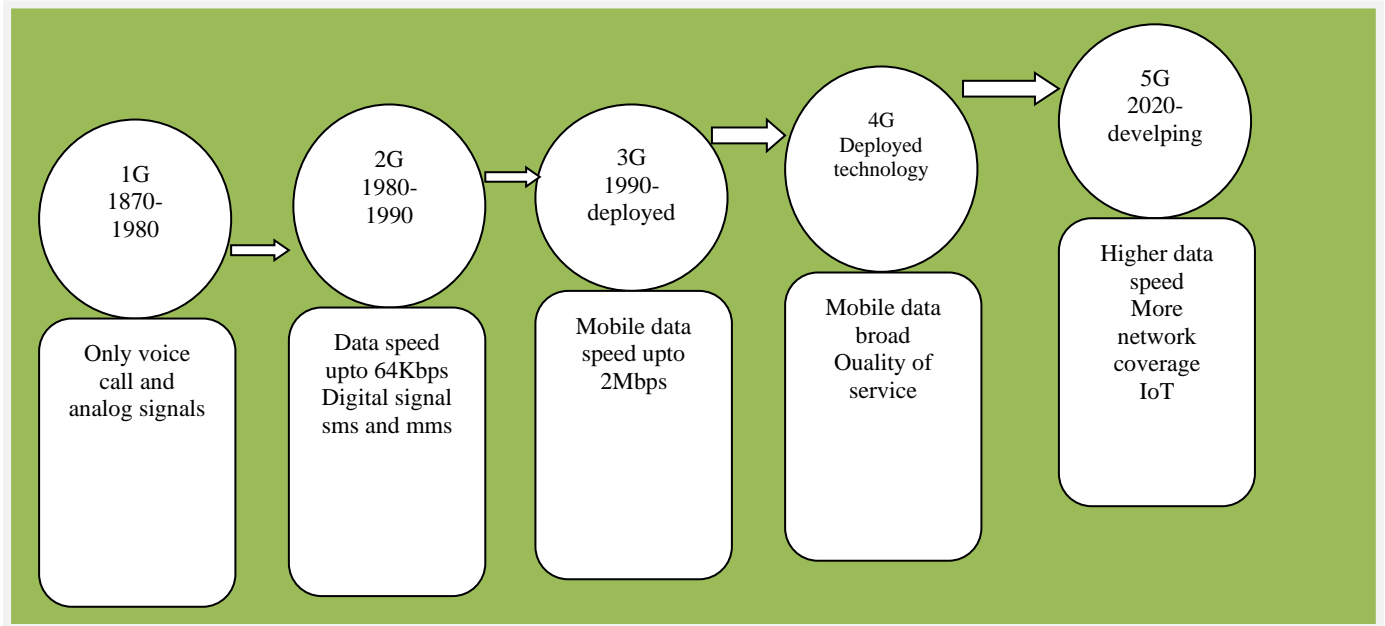 1G
1870-
1980
Only voice
call and
analog signals
2G
1980-
1990
Data speed
upto 64Kbps
Digital signal
sms and mms
3G
1990-
deployed
Mobile data
speed upto
2Mbps
4G
Deployed
technology
Mobile data
broad
Quality of
service
5G
2020-
develping
Higher data
speed
More
network
coverage
IoT